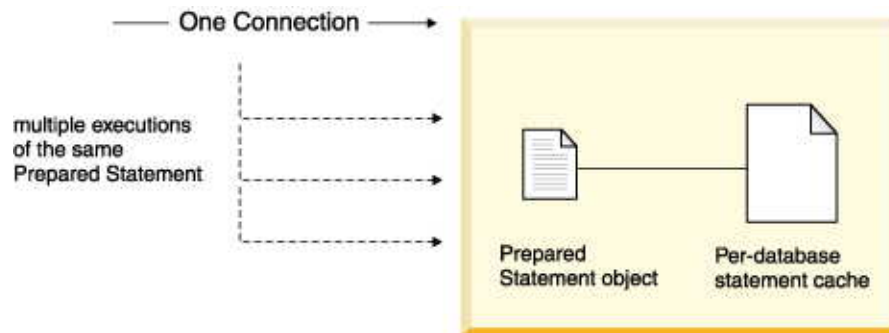 One Connection
multiple executions
of the same
Prepared Statement
Prepared
Statement object
Per-database
statement cache